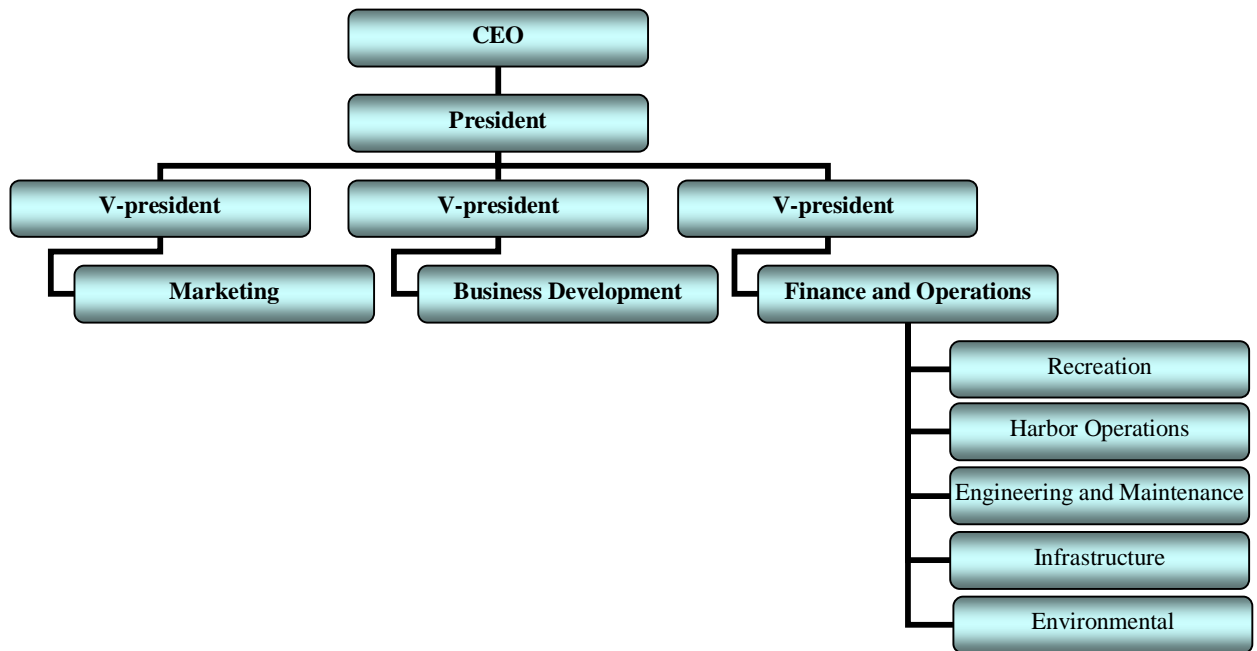 CEO
President
V-president
V-president
V-president
Marketing
Business Development
Finance and Operations
Recreation
Harbor Operations
Engineering and Maintenance
Infrastructure
Environmental